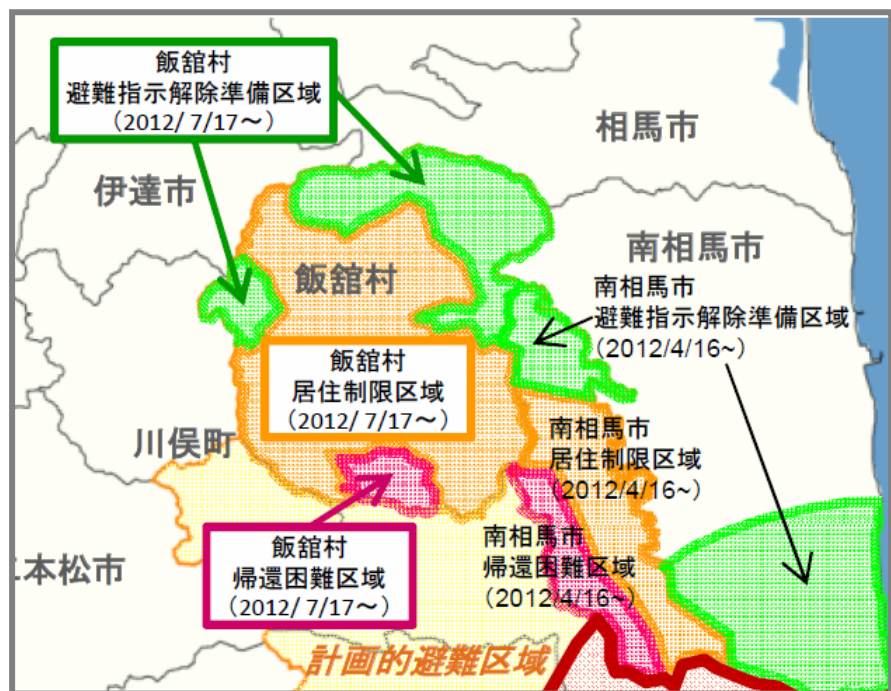 飯舘村
避難指示解除準備区域
（2012/ 7/17～）
相馬市
伊達市
南相馬市
飯舘村
南相馬市
避難指示解除準備区域
(2012/4/16~)
飯舘村
居住制限区域
（2012/ 7/17～）
川俣町
南相馬市
居住制限区域
(2012/4/16~)
飯舘村
帰還困難区域
（2012/ 7/17～）
南相馬市
帰還困難区域
(2012/4/16~)
本松市
計画的避難区域